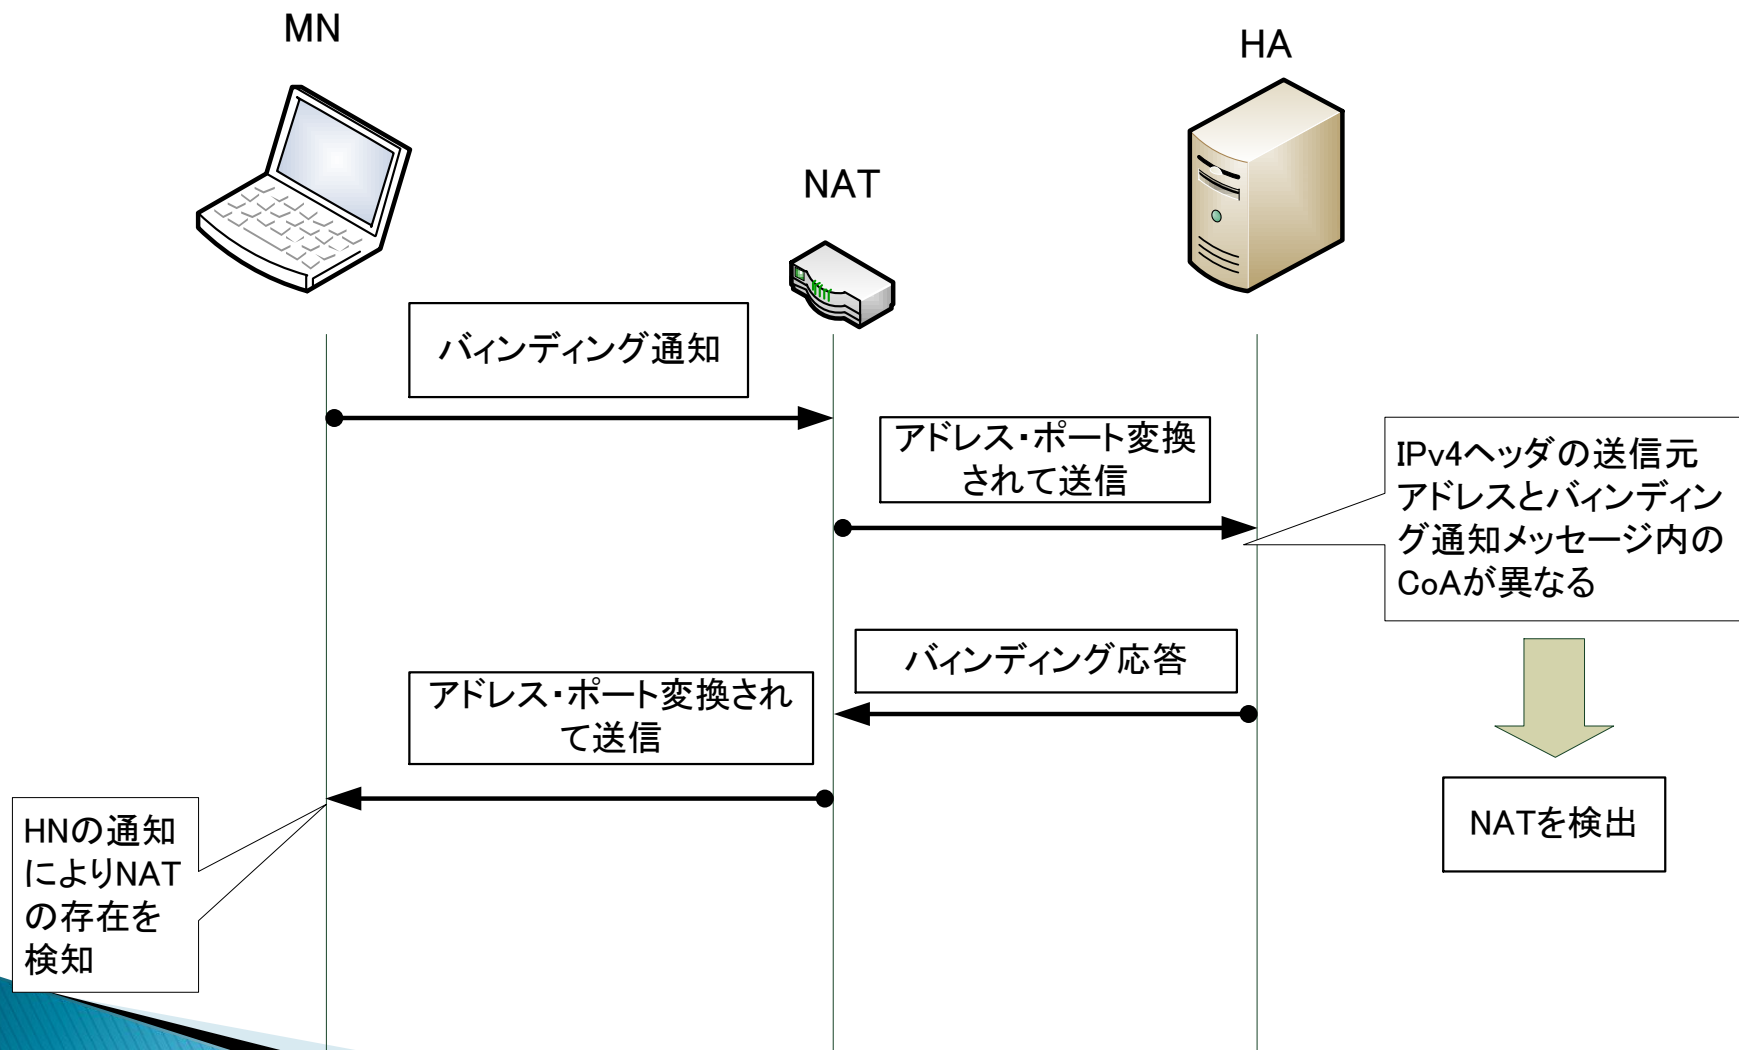 MN
HA
NAT
バィンディング通知
アドレス・ポート変換
されて送信
IPv4ヘッダの送信元
アドレスとバィンディン
グ通知メッセージ内の
CoAが異なる
バィンディング応答
アドレス・ポート変換され
て送信
NATを検出
HNの通知
によりNAT
の存在を
検知